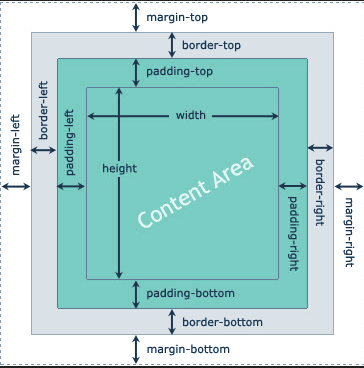 margin-top
border-top
padding-top
width
height
Content Area
margin-left
border-left
padding-left
padding-right
border-right
margin-right
padding-bottom
border-bottom
margin-bottom